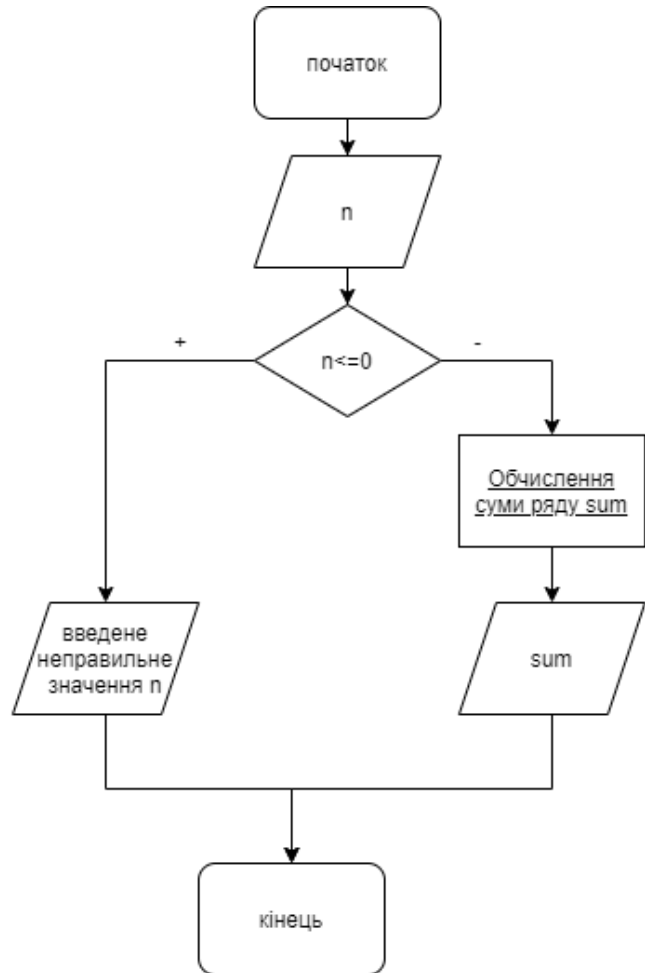 початок
n
n<=0
+
-
Обчислення
суми ряду sum
введене
неправильне
значення n
sum
кінець